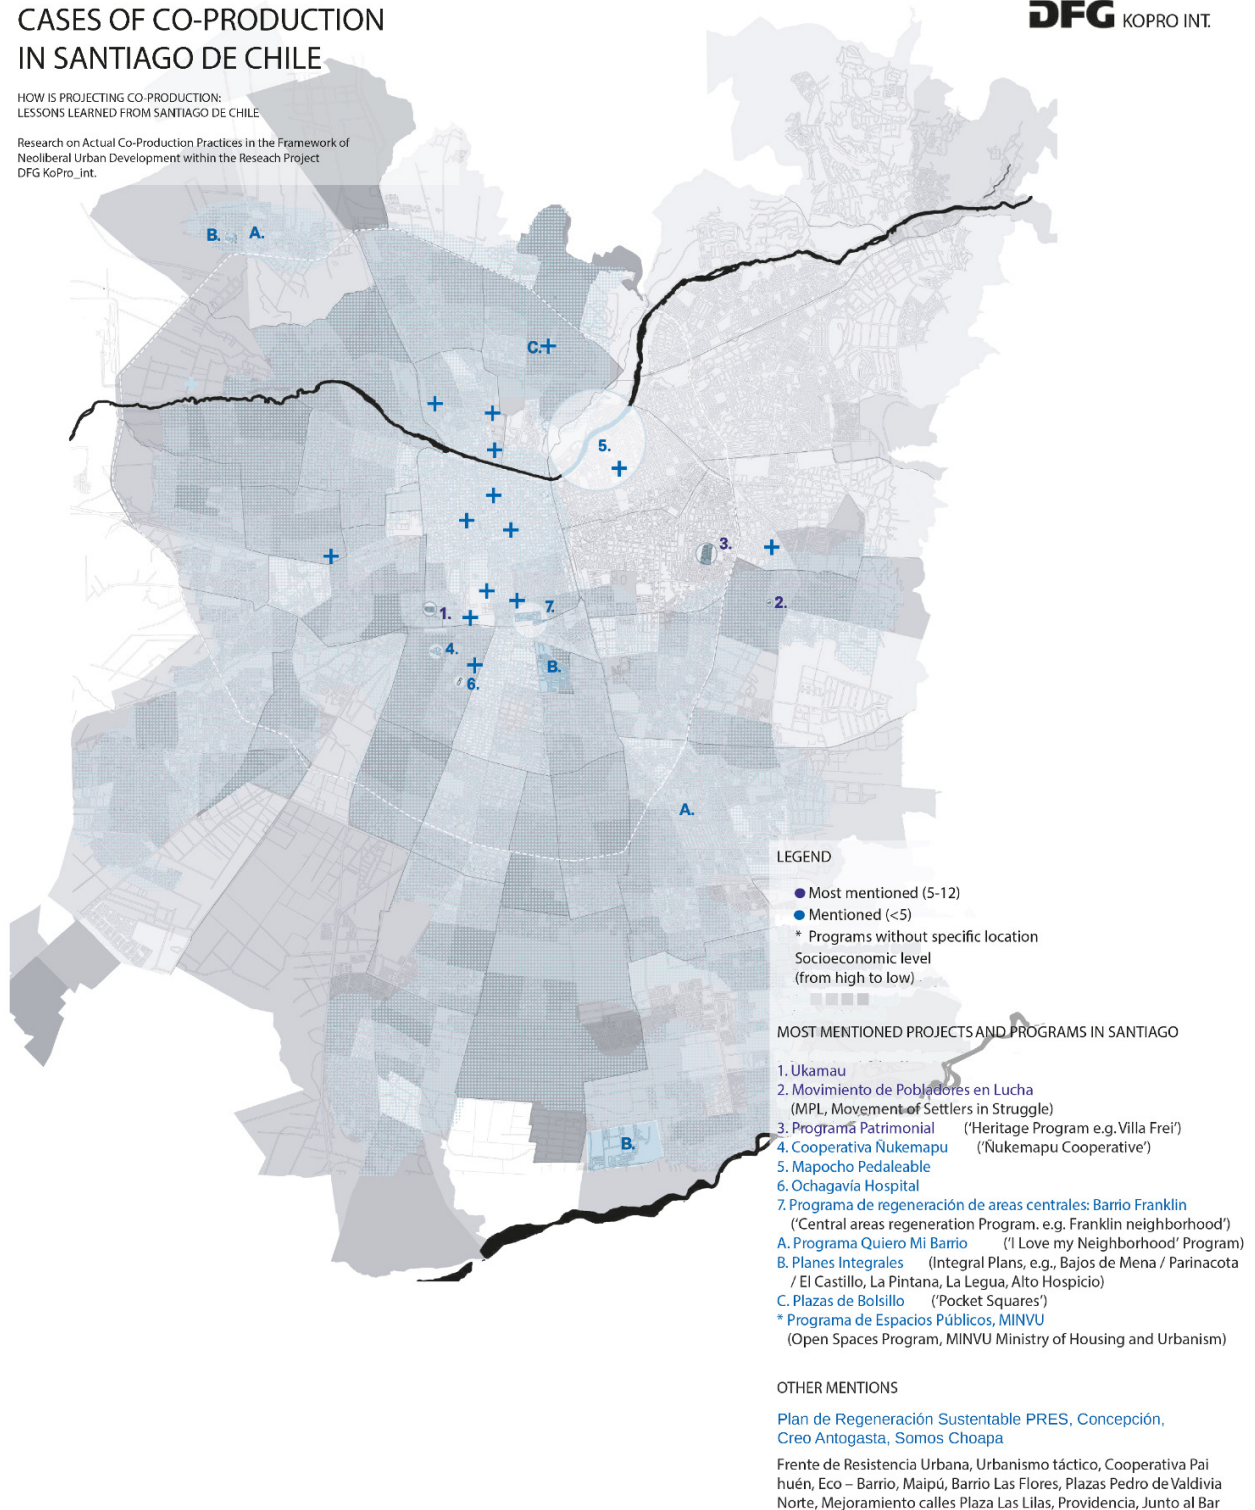 CASES OF CO-PRODUCTION
IN SANTIAGO DE CHILE
DFG KOPRO INT.
HOW IS PROJECTING CO-PRODUCTION:
LESSONS LEARNED FROM SANTIAGO DE CHILE
Research on Actual Co-Production Practices in the Framework of
Neoliberal Urban Development within the Reseach Project
DFG KoPro_int.
B. A.
C.
5.
3.
2.
7.
1.
4.
B.
6.
A.
B.
LEGEND
Most mentioned (5-12)
Mentioned (<5)
* Programs without specific location
Socioeconomic level
(from high to low)
MOST MENTIONED PROJECTS AND PROGRAMS IN SANTIAGO
1. Ukamau
2. Movimiento de Pobladores en Lucha
(MPL, Movement of Settlers in Struggle)
3. Programa Patrimonial ('Heritage Program e.g. Villa Frei')
4. Cooperativa Ñukemapu ('Ñukemapu Cooperative')
5. Mapocho Pedaleable
6. Ochagavía Hospital
7. Programa de regeneración de areas centrales: Barrio Franklin
('Central areas regeneration Program. e.g. Franklin neighborhood')
A. Programa Quiero Mi Barrio ('I Love my Neighborhood' Program)
B. Planes Integrales (Integral Plans, e.g., Bajos de Mena / Parinacota
/ El Castillo, La Pintana, La Legua, Alto Hospicio)
C. Plazas de Bolsillo ('Pocket Squares')
* Programa de Espacios Públicos, MINVU
(Open Spaces Program, MINVU Ministry of Housing and Urbanism)
OTHER MENTIONS
Plan de Regeneración Sustentable PRES, Concepción,
Creo Antogasta, Somos Choapa
Frente de Resistencia Urbana, Urbanismo táctico, Cooperativa Pai
huén, Eco – Barrio, Maipú, Barrio Las Flores, Plazas Pedro de Valdivia
Norte, Mejoramiento calles Plaza Las Lilas, Providencia, Junto al Bar